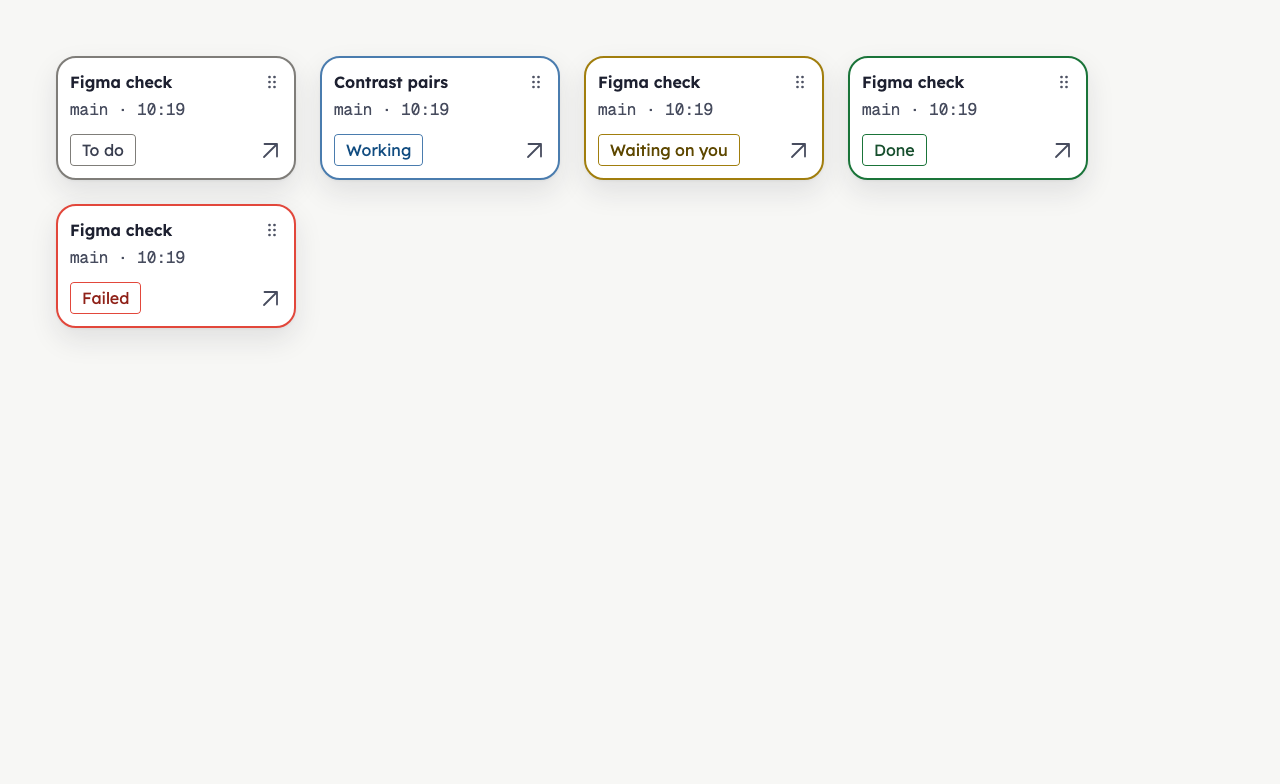 Figma check
main · 10:19
To do
Contrast pairs
main · 10:19
Working
Figma check
main · 10:19
Waiting on you
Figma check
main · 10:19
Done
Figma check
main · 10:19
Failed